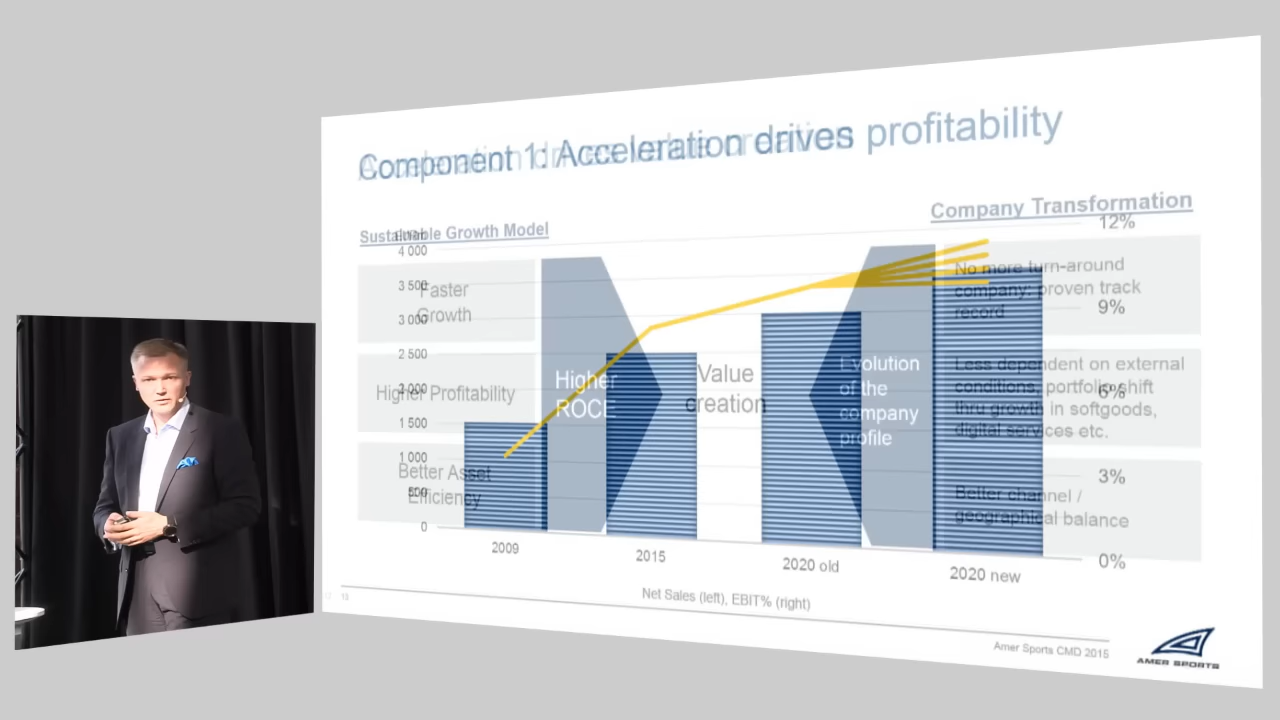 Component 1: Acceleration drives profitability
Acceleration drives value creation
Sustainable Growth Model
Company Transformation
4 000
3 500
3 000
2 500
2 000
1 500
1 000
500
0
12%
9%
6%
3%
0%
Faster
Growth
Higher Profitability
Better Asset
Efficiency
Higher
ROCE
Value
creation
Evolution
of the
company
profile
No more turn-around
company: proven track
record
Less dependent on external
conditions, portfolio shift
thru growth in softgoods,
digital services etc.
Better channel /
geographical balance
2009
2015
2020 old
2020 new
Net Sales (left), EBIT% (right)
Amer Sports CMD 2015
AMER SPORTS